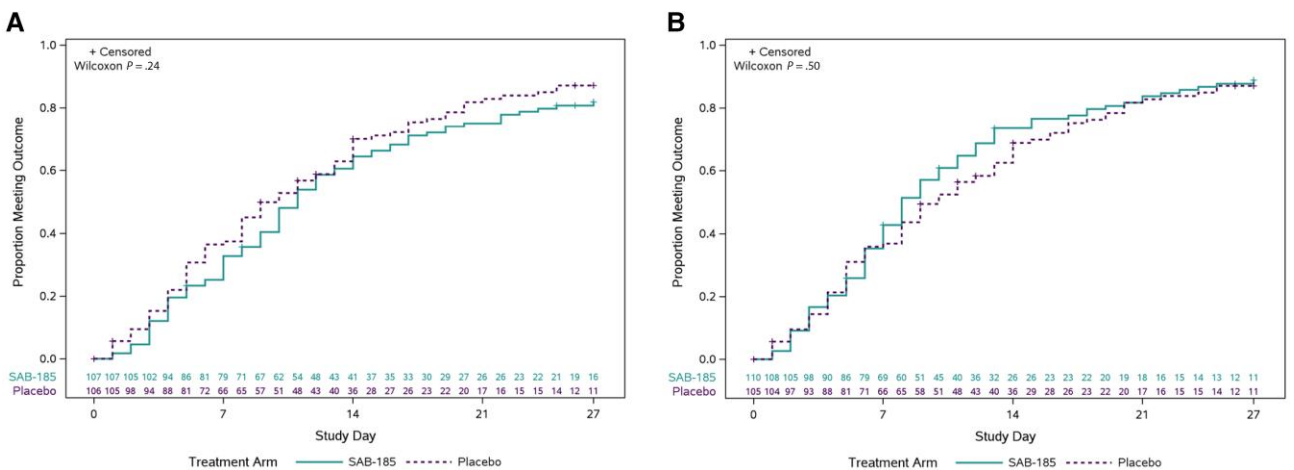 A
+ Censored
Wilcoxon P = .24
1.0
0.8
0.6
0.4
0.2
0.0
Proportion Meeting Outcome
SAB-185 107 107 105 102 94 86 81 79 71 67 62 54 48 43 41 37 35 33 30 29 27 26 26 23 22 21 19 16
Placebo 106 105 98 94 88 81 72 66 65 57 51 48 43 40 36 28 27 26 23 22 20 17 16 15 15 14 12 11
0 7 14 21 27
Study Day
Treatment Arm SAB-185 Placebo
B
+ Censored
Wilcoxon P = .50
1.0
0.8
0.6
0.4
0.2
0.0
Proportion Meeting Outcome
SAB-185 110 108 105 98 90 86 79 69 60 51 45 40 36 32 26 26 23 23 22 20 19 18 16 15 14 13 12 11
Placebo 105 104 97 93 88 81 71 66 65 58 51 48 43 40 36 29 28 26 23 22 20 17 16 15 15 14 12 11
0 7 14 21 27
Study Day
Treatment Arm SAB-185 Placebo